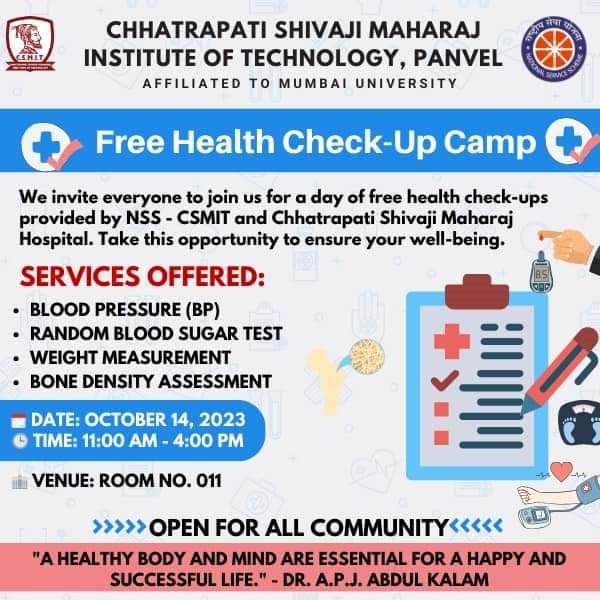 CHHATRAPATI SHIVAJI MAHARAJ
INSTITUTE OF TECHNOLOGY, PANVEL
AFFILIATED TO MUMBAI UNIVERSITY
C.S.M.I.T
राष्ट्रीय सेवा योजना
NATIONAL SERVICE SCHEME
Free Health Check-Up Camp
We invite everyone to join us for a day of free health check-ups
provided by NSS - CSMIT and Chhatrapati Shivaji Maharaj
Hospital. Take this opportunity to ensure your well-being.
SERVICES OFFERED:
• BLOOD PRESSURE (BP)
• RANDOM BLOOD SUGAR TEST
• WEIGHT MEASUREMENT
• BONE DENSITY ASSESSMENT
85
DATE: OCTOBER 14, 2023
TIME: 11:00 AM - 4:00 PM
VENUE: ROOM NO. 011
>>>>>OPEN FOR ALL COMMUNITY<<<<<
"A HEALTHY BODY AND MIND ARE ESSENTIAL FOR A HAPPY AND
SUCCESSFUL LIFE." - DR. A.P.J. ABDUL KALAM